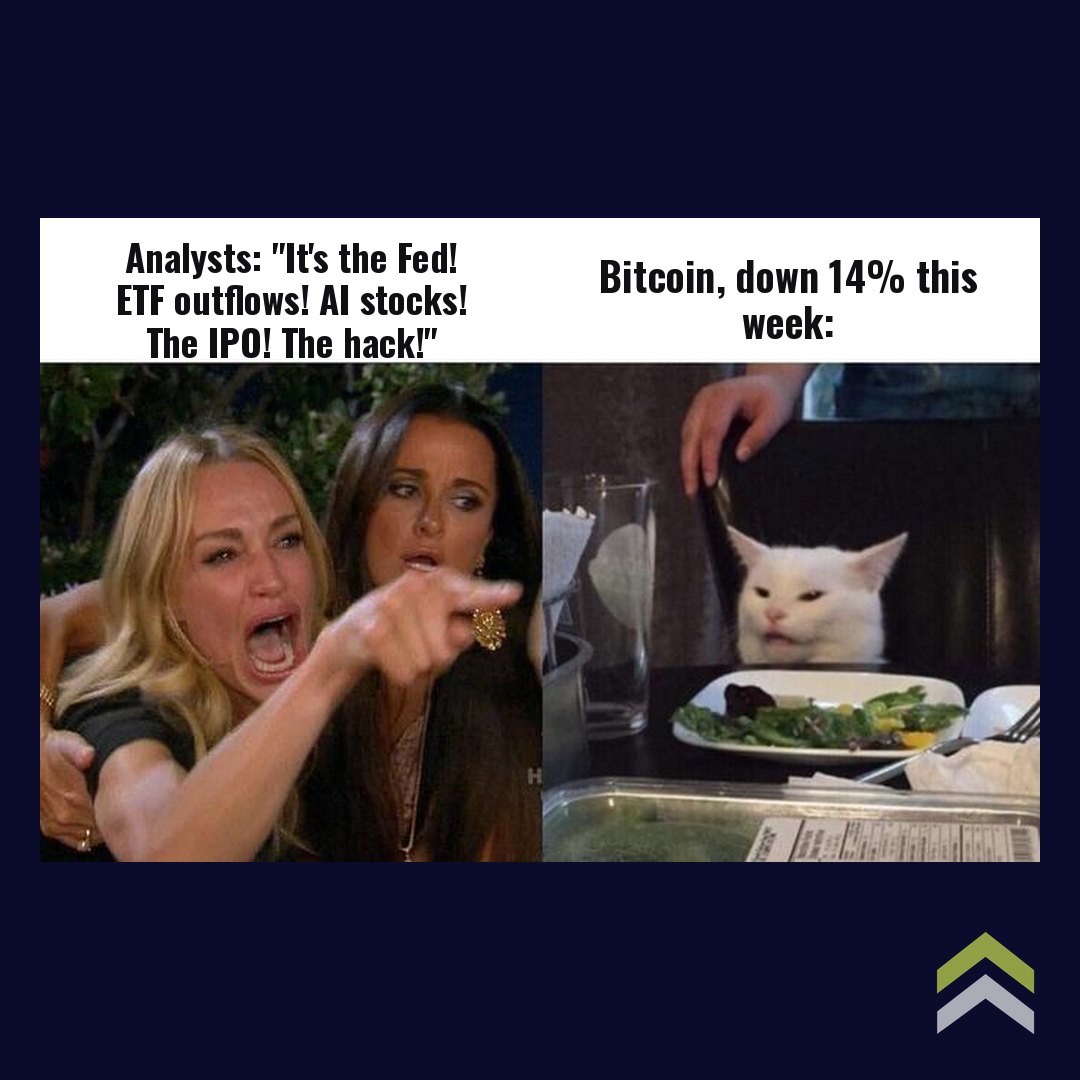 Analysts: "It's the Fed!
ETF outflows! AI stocks!
The IPO! The hack!"
Bitcoin, down 14% this
week:
H